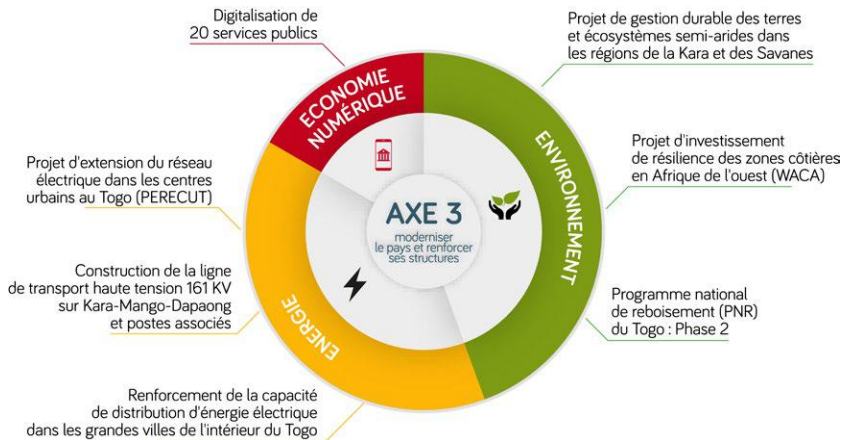 Digitalisation de
20 services publics
Projet de gestion durable des terres
et écosystèmes semi-arides dans
les régions de la Kara et des Savanes
ECONOMIE
NUMÉRIQUE
ENVIRONNEMENT
Projet d'extension du réseau
électrique dans les centres
urbains au Togo (PERECUT)
Projet d'investissement
de résilience des zones côtières
en Afrique de l'ouest (WACA)
AXE 3
moderniser
le pays et renforcer
ses structures
Construction de la ligne
de transport haute tension 161 KV
sur Kara-Mango-Dapaong
et postes associés
Programme national
de reboisement (PNR)
du Togo : Phase 2
ENERGIE
Renforcement de la capacité
de distribution d'énergie électrique
dans les grandes villes de l'intérieur du Togo